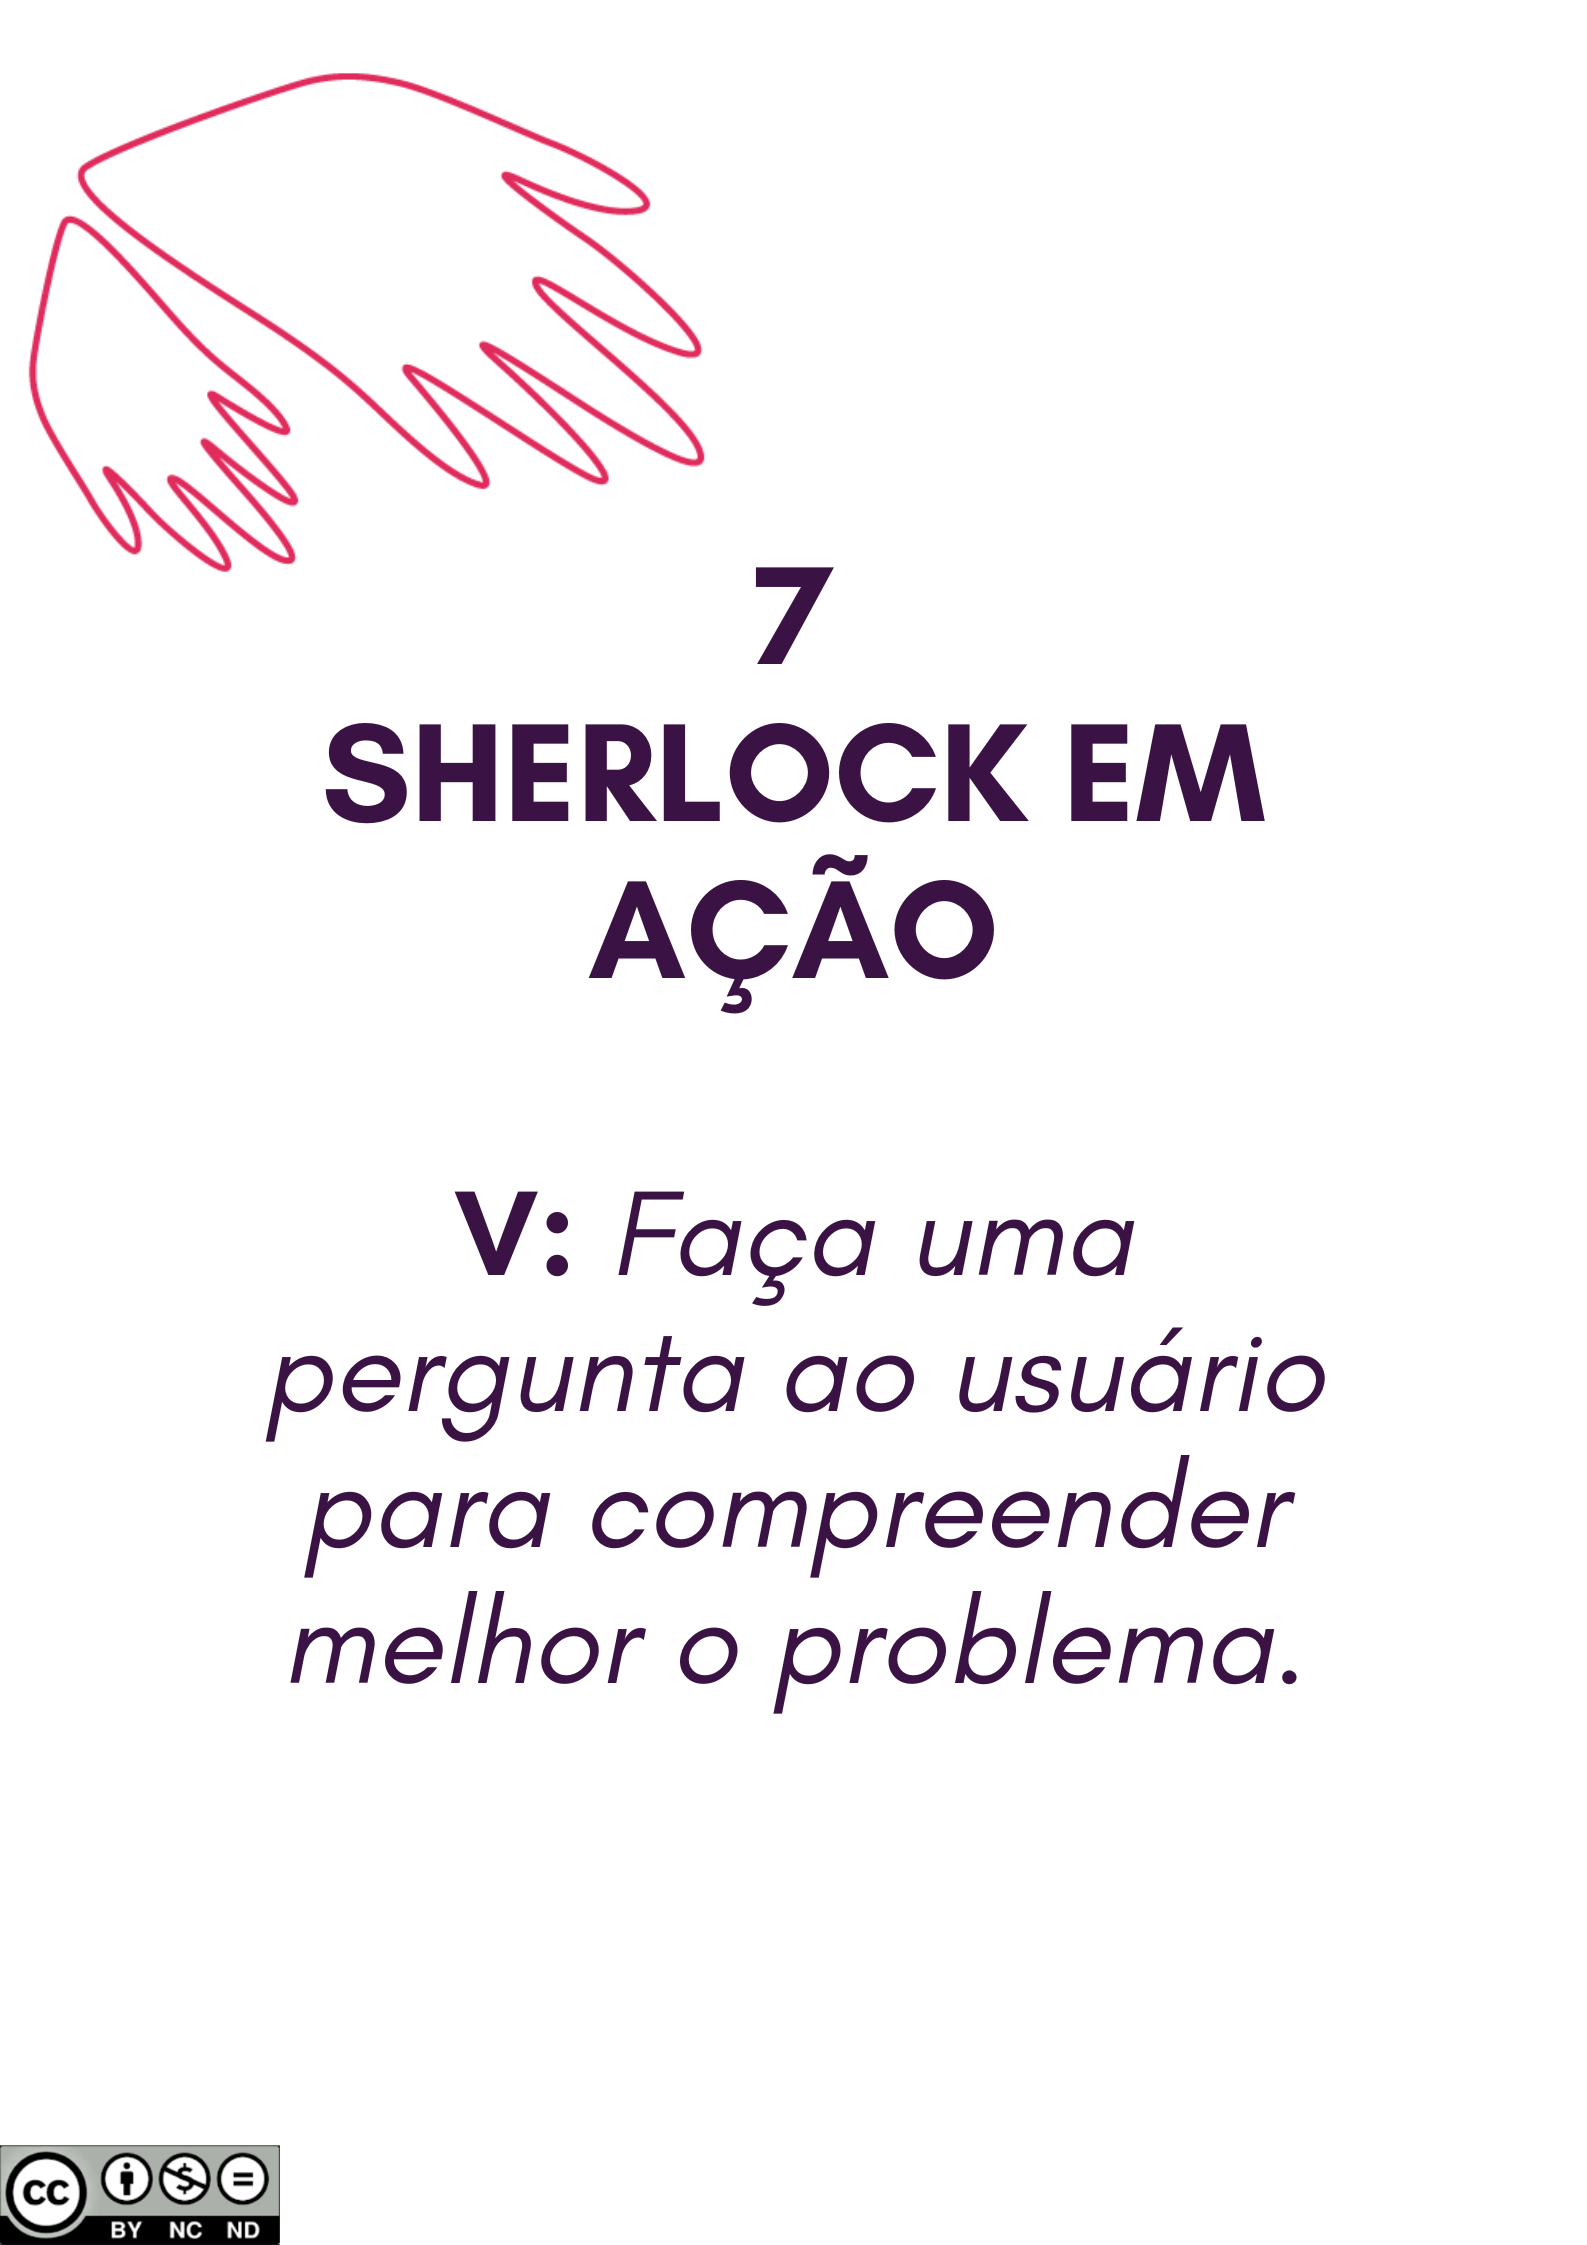 7
SHERLOCK EM
AÇÃO
V: Faça uma
pergunta ao usuário
para compreender
melhor o problema.
cc
BY NC ND